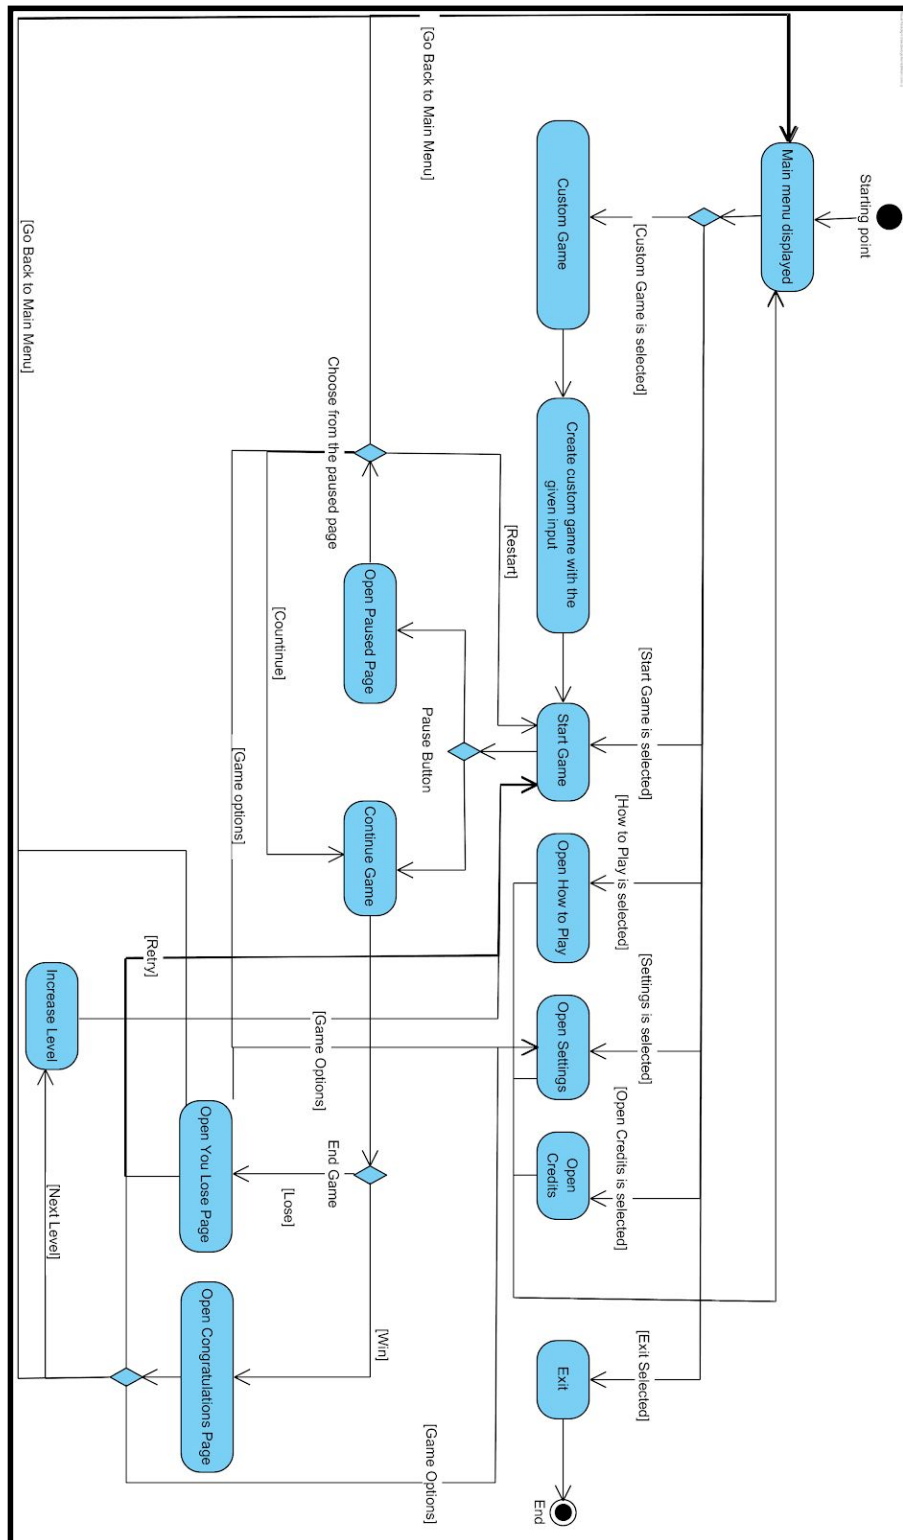 Starting point
Main menu displayed
[Go Back to Main Menu]
[Go Back to Main Menu]
[Custom Game is selected]
[Start Game is selected]
[How to Play is selected]
[Settings is selected]
[Open Credits is selected]
[Exit Selected]
Custom Game
Create custom game with the
given input
Start Game
Open How to Play
Open Settings
Open
Credits
Exit
End
[Restart]
Pause Button
Choose from the paused page
Open Paused Page
Continue Game
[Countinue]
[Game options]
[Game Options]
End Game
[Lose]
[Win]
[Retry]
Open You Lose Page
Open Congratulations Page
[Game Options]
Increase Level
[Next Level]